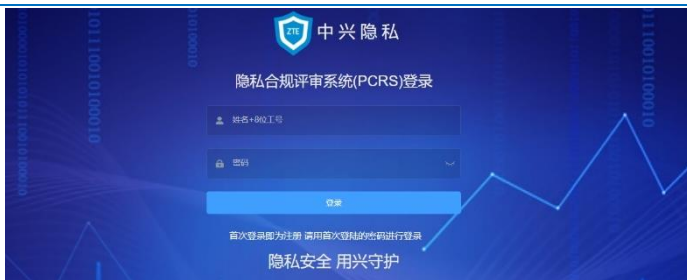 ZTE 中兴隐私
隐私合规评审系统(PCRS)登录
姓名+8位工号
密码
登录
首次登录即为注册 请用首次登陆的密码进行登录
隐私安全 用兴守护